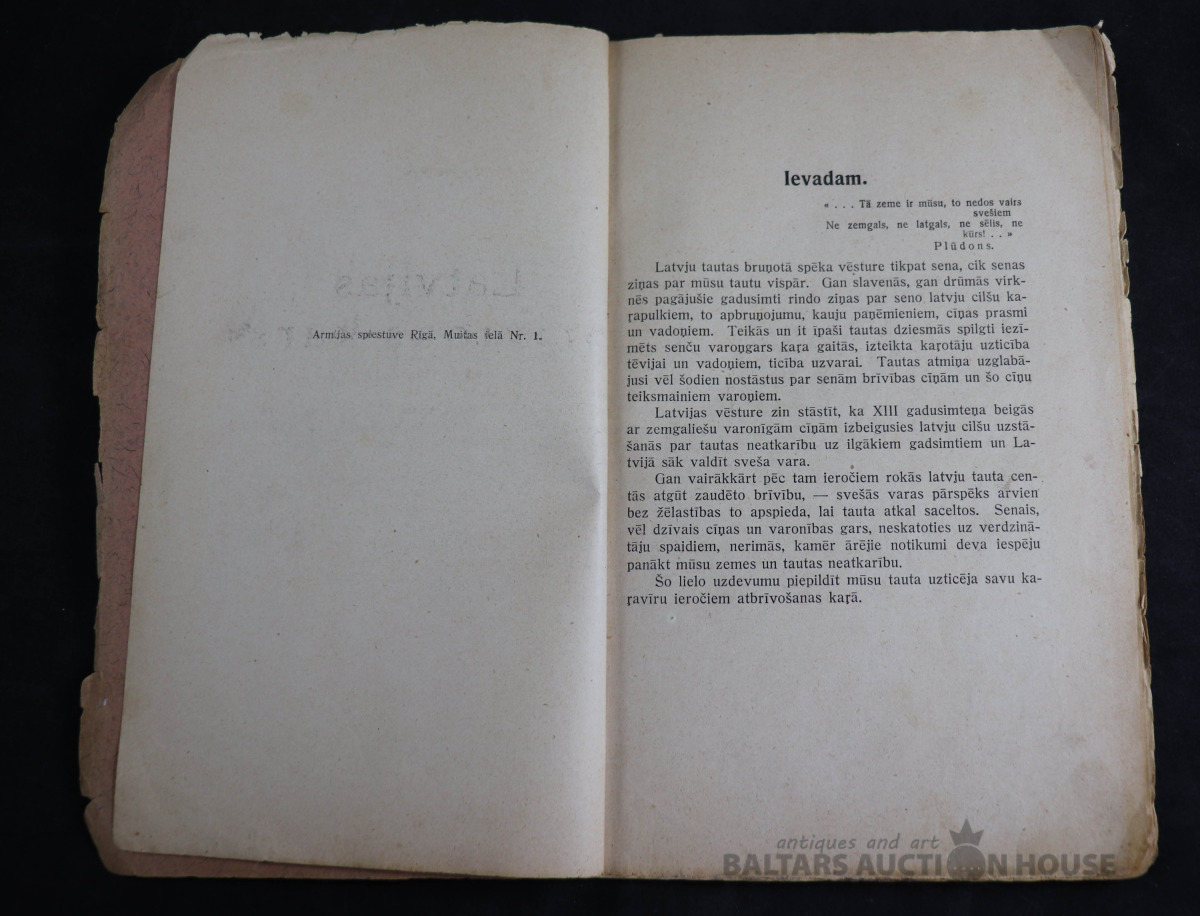 Latvijas
Armijas spiestuve Rīgā, Muitas ielā Nr. 1.
Ievadam.
« . . . Tā zeme ir mūsu, to nedos vairs
svešiem
Ne zemgals, ne latgals, ne sēlis, ne
kūrs! . . »
Plūdons.
Latvju tautas bruņotā spēka vēsture tikpat sena, cik senas
ziņas par mūsu tautu vispār. Gan slavenās, gan drūmās virk-
nēs pagājušie gadusimti rindo ziņas par seno latvju cilšu ka-
ŗapulkiem, to apbruņojumu, kauju paņēmieniem, cīņas prasmi
un vadoņiem. Teikās un it īpaši tautas dziesmās spilgti iezī-
mēts senču varoņgars kaŗa gaitās, izteikta kaŗotāju uzticība
tēvijai un vadoņiem, ticība uzvarai. Tautas atmiņa uzglabā-
jusi vēl šodien nostāstus par senām brīvības cīņām un šo cīņu
teiksmainiem varoņiem.
Latvijas vēsture zin stāstīt, ka XIII gadusimteņa beigās
ar zemgaliešu varonīgām cīņām izbeigusies latvju cilšu uzstā-
šanās par tautas neatkarību uz ilgākiem gadsimtiem un La-
tvijā sāk valdīt sveša vara.
Gan vairākkārt pēc tam ieročiem rokās latvju tauta cen-
tās atgūt zaudēto brīvību, — svešās varas pārspēks arvien
bez žēlastības to apspieda, lai tauta atkal saceltos. Senais,
vēl dzīvais cīņas un varonības gars, neskatoties uz verdzinā-
tāju spaidiem, nerimās, kamēr ārējie notikumi deva iespēju
panākt mūsu zemes un tautas neatkarību.
Šo lielo uzdevumu piepildīt mūsu tauta uzticēja savu ka-
ŗavīru ieročiem atbrīvošanas kaŗā.
antiques and art
BALTARS AUCTION HOUSE